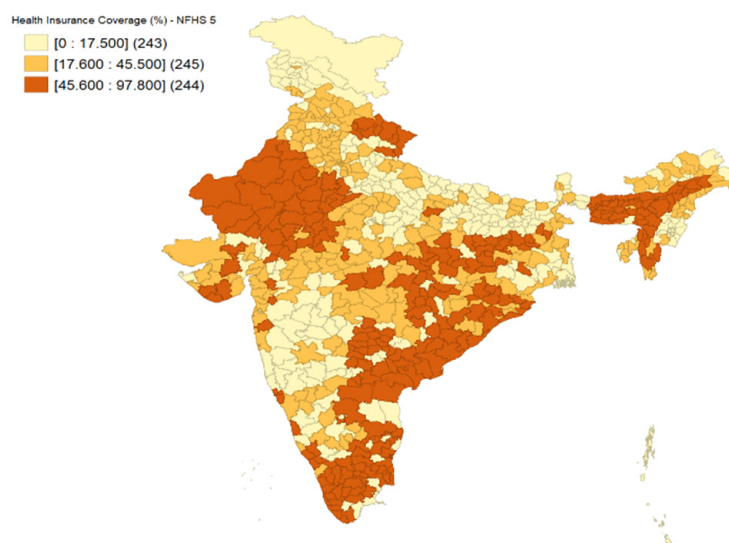 Health Insurance Coverage (%) - NFHS 5
[0 : 17.500] (243)
[17.600 : 45.500] (245)
[45.600 : 97.800] (244)